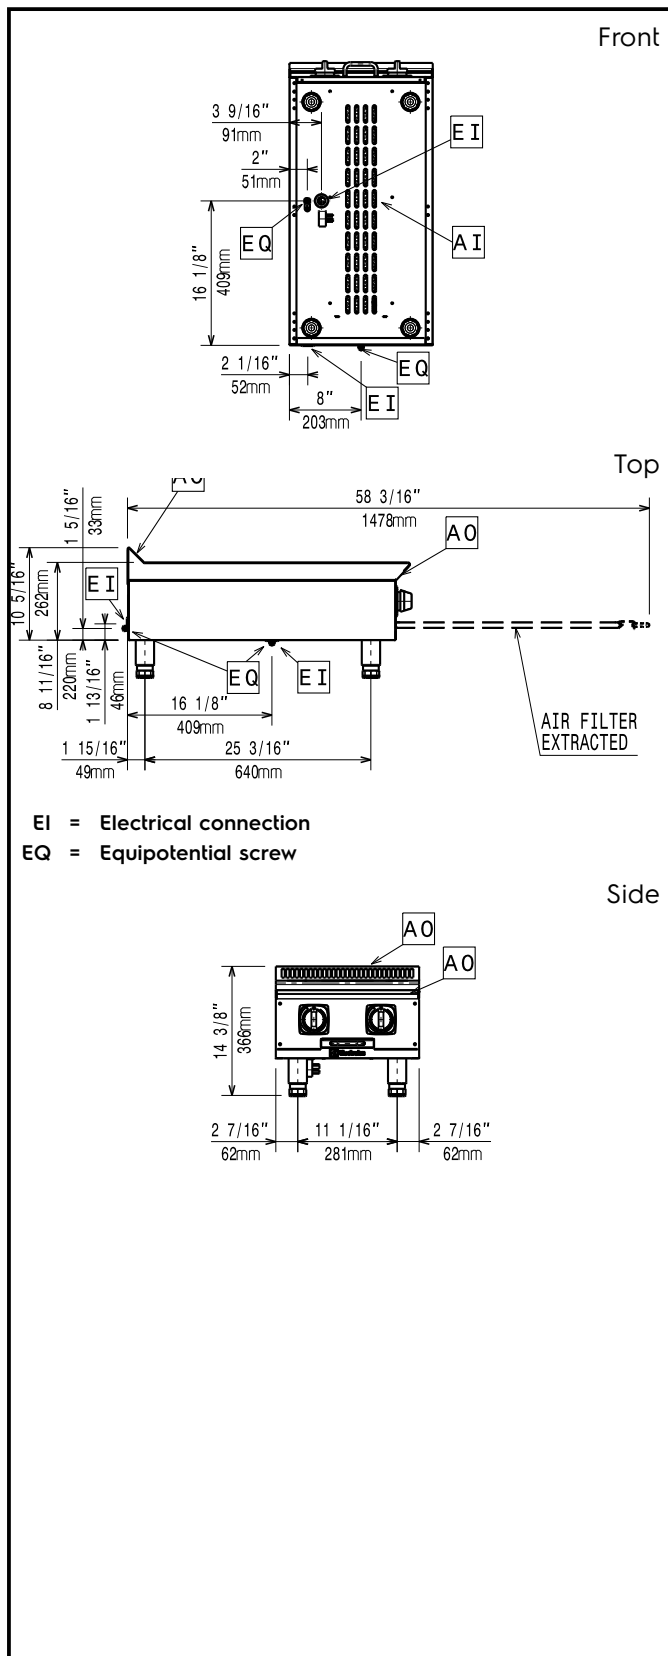 Front
3 9/16"
91mm
EI
2"
51mm
EQ
AI
16 1/8"
409mm
2 1/16"
52mm
EQ
EI
8"
203mm
Top
AO
58 3/16"
1478mm
1 5/16"
33mm
AO
10 5/16"
262mm
EI
EQ
EI
8 11/16"
220mm
1 13/16"
46mm
16 1/8"
409mm
AIR FILTER
EXTRACTED
1 15/16"
49mm
25 3/16"
640mm
EI = Electrical connection
EQ = Equipotential screw
Side
AO
AO
14 3/8"
366mm
2 7/16"
62mm
11 1/16"
281mm
2 7/16"
62mm